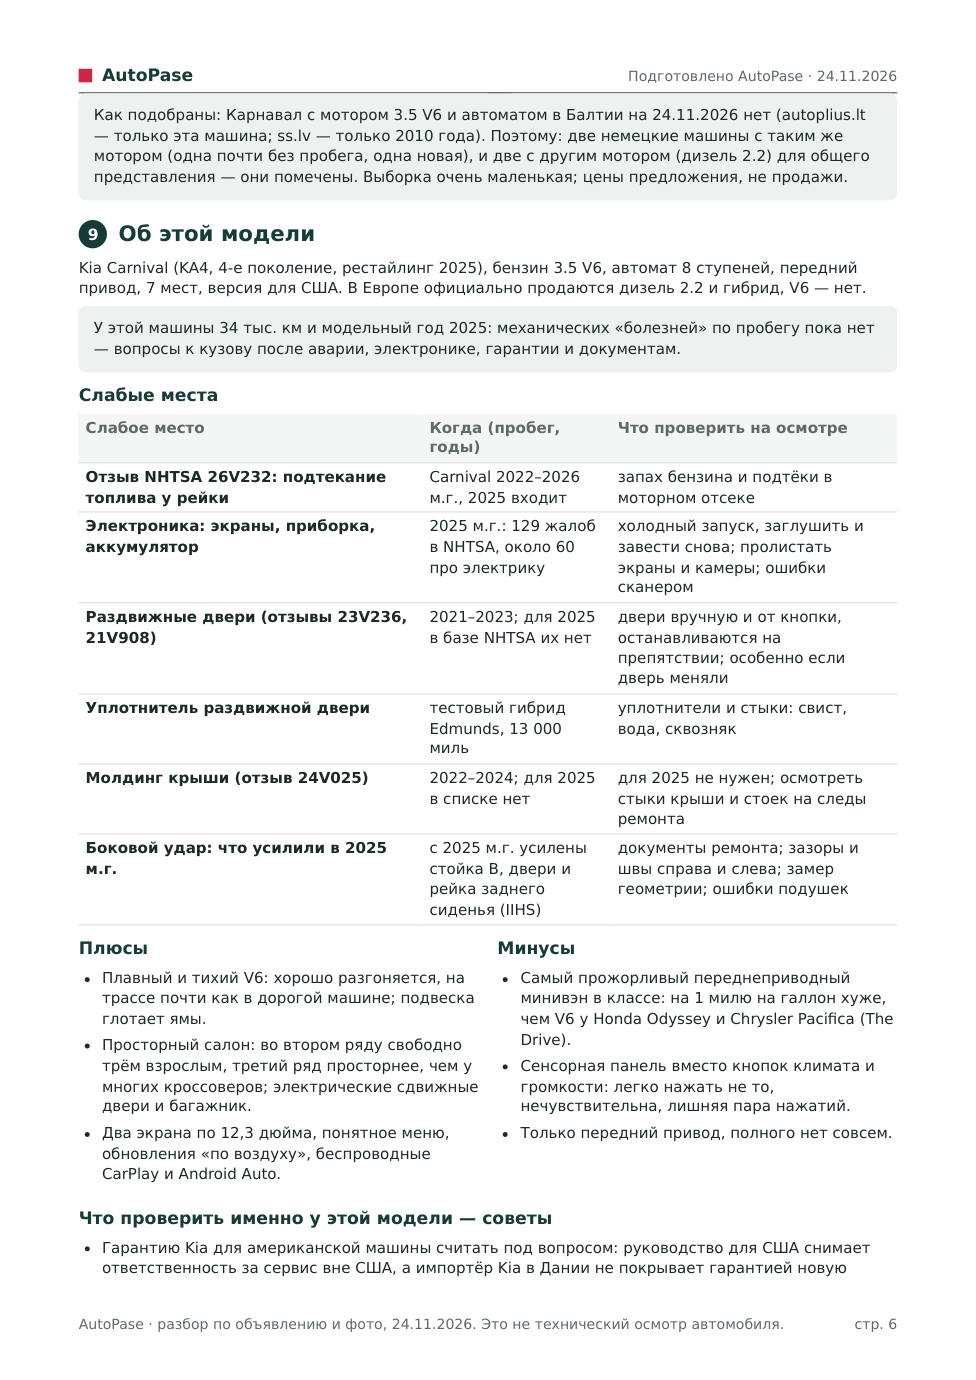 AutoPase
Подготовлено AutoPase · 24.11.2026
Как подобраны: Карнавал с мотором 3.5 V6 и автоматом в Балтии на 24.11.2026 нет (autoplius.lt
— только эта машина; ss.lv — только 2010 года). Поэтому: две немецкие машины с таким же
мотором (одна почти без пробега, одна новая), и две с другим мотором (дизель 2.2) для общего
представления — они помечены. Выборка очень маленькая; цены предложения, не продажи.
9 Об этой модели
Kia Carnival (KA4, 4-е поколение, рестайлинг 2025), бензин 3.5 V6, автомат 8 ступеней, передний
привод, 7 мест, версия для США. В Европе официально продаются дизель 2.2 и гибрид, V6 — нет.
У этой машины 34 тыс. км и модельный год 2025: механических «болезней» по пробегу пока нет
— вопросы к кузову после аварии, электронике, гарантии и документам.
Слабые места
Слабое место
Когда (пробег,
годы)
Что проверить на осмотре
Отзыв NHTSA 26V232: подтекание
топлива у рейки
Carnival 2022–2026
м.г., 2025 входит
запах бензина и подтёки в
моторном отсеке
Электроника: экраны, приборка,
аккумулятор
2025 м.г.: 129 жалоб
в NHTSA, около 60
про электрику
холодный запуск, заглушить и
завести снова; пролистать
экраны и камеры; ошибки
сканером
Раздвижные двери (отзывы 23V236,
21V908)
2021–2023; для 2025
в базе NHTSA их нет
двери вручную и от кнопки,
останавливаются на
препятствии; особенно если
дверь меняли
Уплотнитель раздвижной двери
тестовый гибрид
Edmunds, 13 000
миль
уплотнители и стыки: свист,
вода, сквозняк
Молдинг крыши (отзыв 24V025)
2022–2024; для 2025
в списке нет
для 2025 не нужен; осмотреть
стыки крыши и стоек на следы
ремонта
Боковой удар: что усилили в 2025
м.г.
с 2025 м.г. усилены
стойка B, двери и
рейка заднего
сиденья (IIHS)
документы ремонта; зазоры и
швы справа и слева; замер
геометрии; ошибки подушек
Плюсы
• Плавный и тихий V6: хорошо разгоняется, на
трассе почти как в дорогой машине; подвеска
глотает ямы.
• Просторный салон: во втором ряду свободно
трём взрослым, третий ряд просторнее, чем у
многих кроссоверов; электрические сдвижные
двери и багажник.
• Два экрана по 12,3 дюйма, понятное меню,
обновления «по воздуху», беспроводные
CarPlay и Android Auto.
Минусы
• Самый прожорливый переднеприводный
минивэн в классе: на 1 милю на галлон хуже,
чем V6 у Honda Odyssey и Chrysler Pacifica (The
Drive).
• Сенсорная панель вместо кнопок климата и
громкости: легко нажать не то,
нечувствительна, лишняя пара нажатий.
• Только передний привод, полного нет совсем.
Что проверить именно у этой модели — советы
• Гарантию Kia для американской машины считать под вопросом: руководство для США снимает
ответственность за сервис вне США, а импортёр Kia в Дании не покрывает гарантией новую
AutoPase · разбор по объявлению и фото, 24.11.2026. Это не технический осмотр автомобиля.
стр. 6